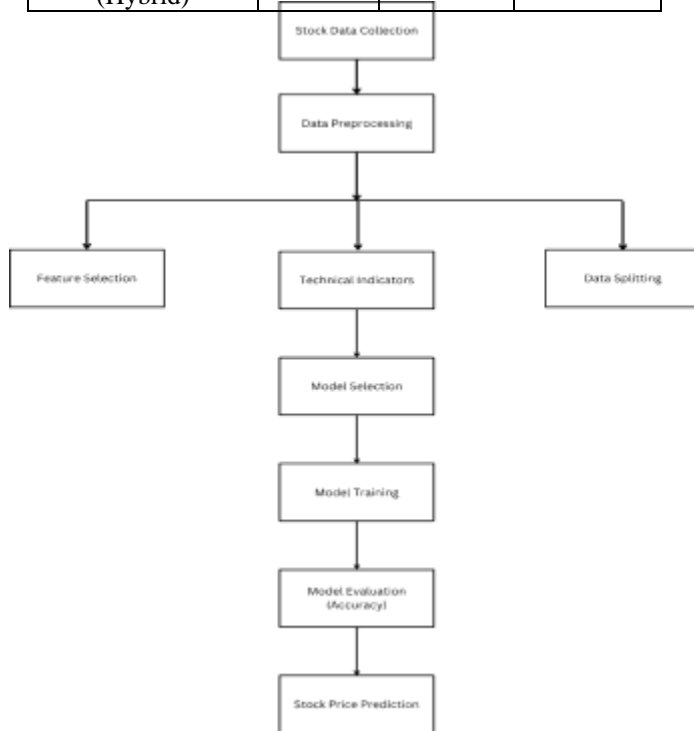 (Hybrid)
Stock Data Collection
Data Preprocessing
Feature Selection
Technical Indicators
Data Splitting
Model Selection
Model Training
Model Evaluation
(Accuracy)
Stock Price Prediction